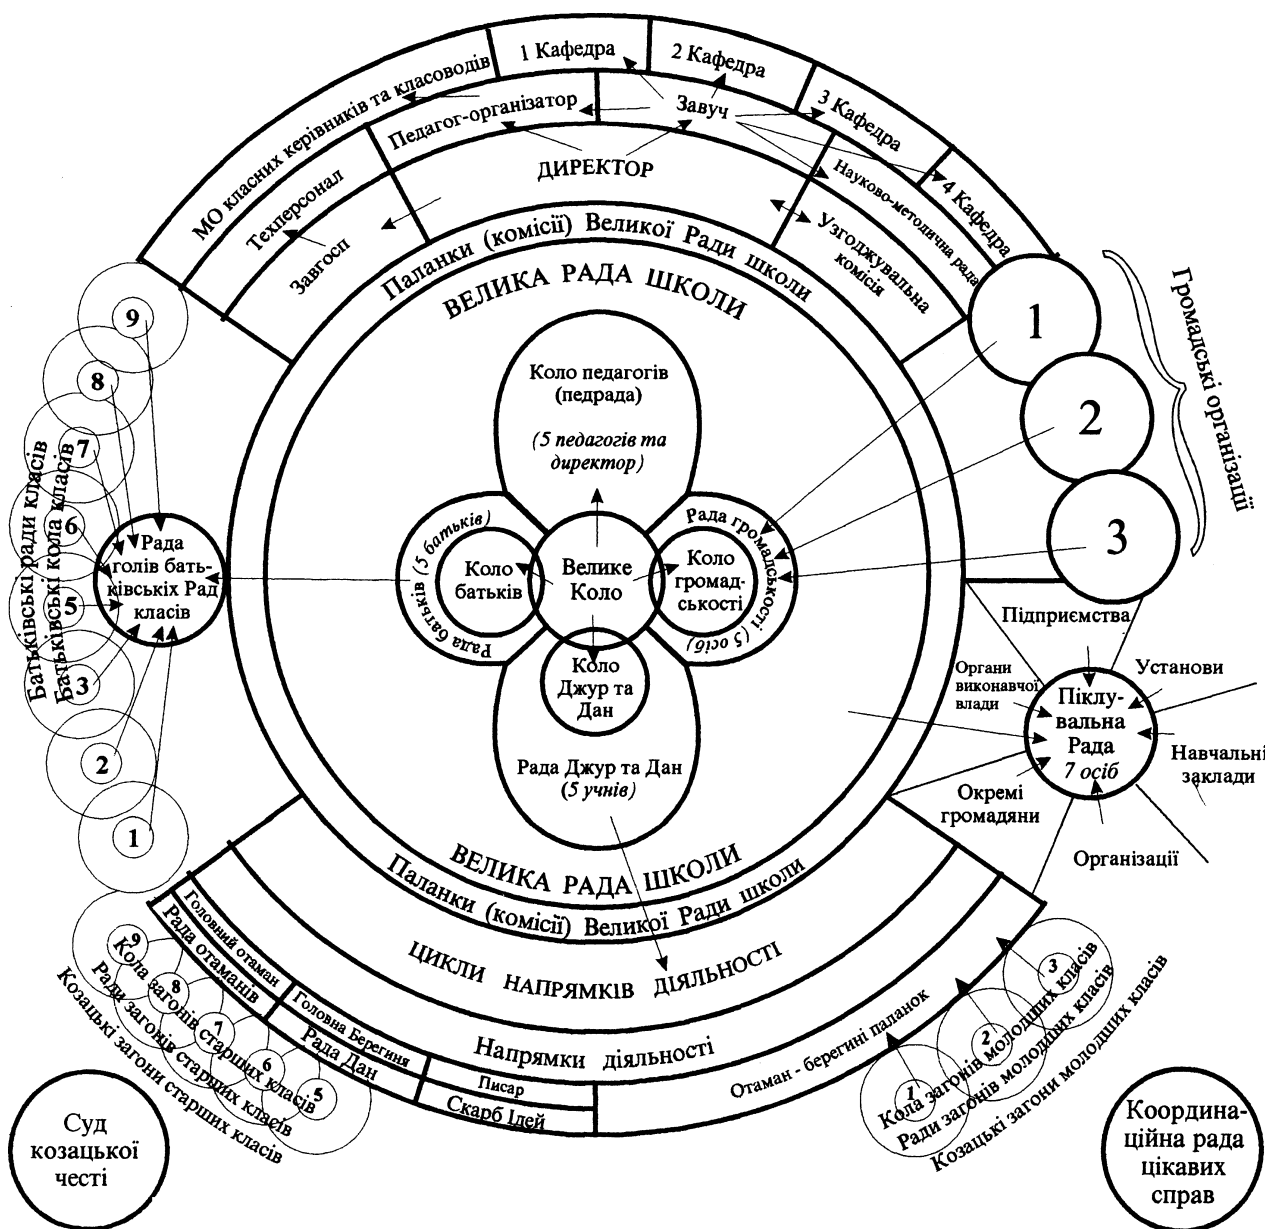 1 Кафедра
2 Кафедра
3 Кафедра
4 Кафедра
МО класних керівників та класоводів
Педагог-організатор
Завуч
Науково-методична рада
Техперсонал
ДИРЕКТОР
Завгосп
Узгоджувальна
комісія
Паланки (комісії) Великої Ради школи
ВЕЛИКА РАДА ШКОЛИ
Громадські організації
1
2
3
Коло педагогів
(педрада)
(5 педагогів та
директор)
Рада батьків (5 батьків)
Коло
батьків
Велике
Коло
Коло
громад-
ськості
Рада громадськості (5 осіб)
Коло
Джур та
Дан
Рада Джур та Дан
(5 учнів)
9
8
7
6
5
3
2
1
Батьківські ради класів
Батьківські кола класів
Рада
голів бать-
ківськіх Рад
класів
Підприємства
Органи
виконавчої
влади
Установи
Піклу-
вальна
Рада
7 осіб
Навчальні
заклади
Окремі
громадяни
Організації
ВЕЛИКА РАДА ШКОЛИ
Паланки (комісії) Великої Ради школи
ЦИКЛИ НАПРЯМКІВ ДІЯЛЬНОСТІ
Напрямки діяльності
Головний отаман
Рада отаманів
Головна Берегиня
Рада Дан
Писар
Скарб Ідей
Отаман - берегині паланок
9
8
7
6
5
Кола загонів старших класів
Ради загонів старших класів
Козацькі загони старших класів
1
2
3
Кола загонів молодших класів
Ради загонів молодших класів
Козацькі загони молодших класів
Суд
козацької
честі
Координа-
ційна рада
цікавих
справ